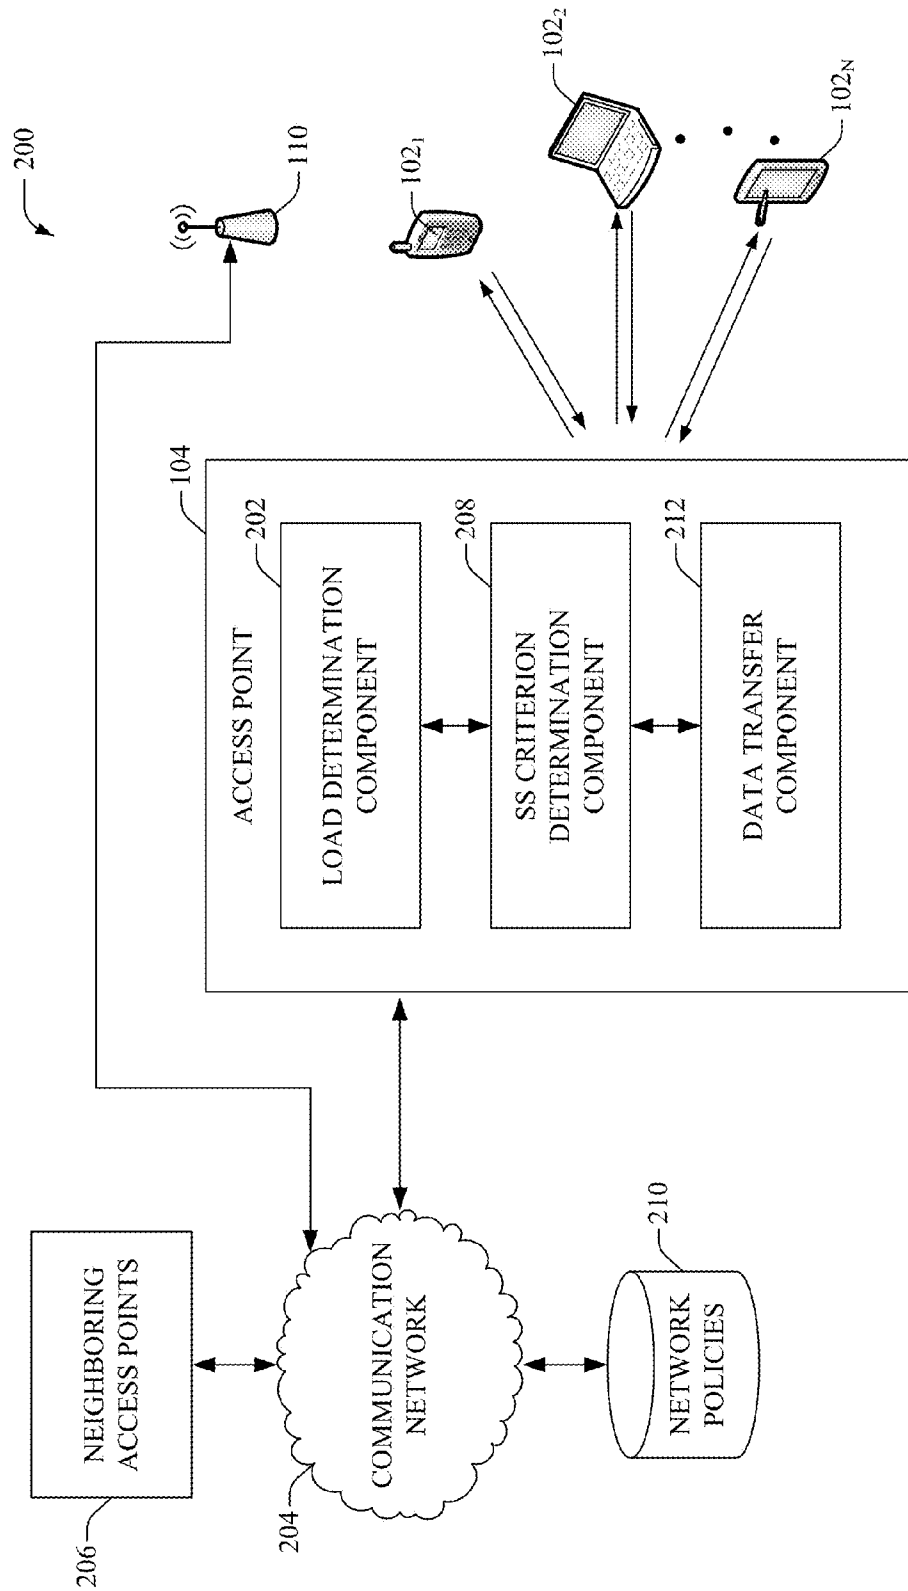 200
206
NEIGHBORING
ACCESS POINTS
204
COMMUNICATION
NETWORK
210
NETWORK
POLICIES
104
ACCESS POINT
202
LOAD DETERMINATION
COMPONENT
208
SS CRITERION
DETERMINATION
COMPONENT
212
DATA TRANSFER
COMPONENT
110
102₁
102₂
102ₙ